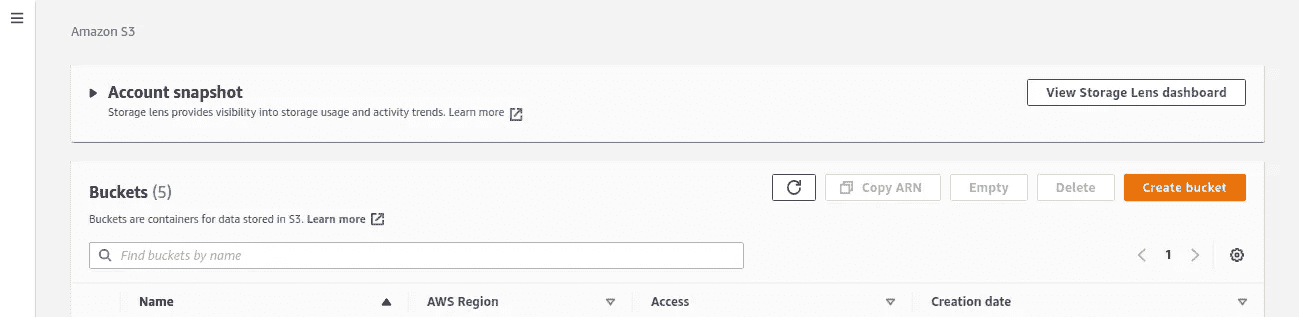 Amazon S3
Account snapshot
View Storage Lens dashboard
Storage lens provides visibility into storage usage and activity trends. Learn more
Buckets (5)
Copy ARN
Empty
Delete
Create bucket
Buckets are containers for data stored in S3. Learn more
Find buckets by name
1
Name
AWS Region
Access
Creation date